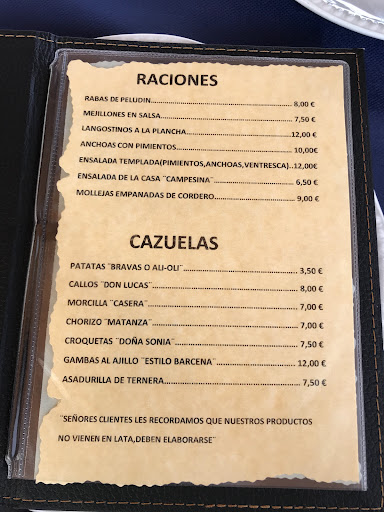 RACIONES
RABAS DE PELUDIN........................................ 8,00 €
MEJILLONES EN SALSA........................................ 7,50 €
LANGOSTINOS A LA PLANCHA........................................12,00 €
ANCHOAS CON PIMIENTOS........................................ 10,00€
ENSALADA TEMPLADA(PIMIENTOS,ANCHOAS,VENTRESCA)..12,00€
ENSALADA DE LA CASA ¨CAMPESINA¨........................................ 6,50 €
MOLLEJAS EMPANADAS DE CORDERO........................................ 9,00 €
CAZUELAS
PATATAS ¨BRAVAS O ALI-OLI¨........................................ 3,50 €
CALLOS ¨DON LUCAS¨........................................ 8,00 €
MORCILLA ¨CASERA¨........................................ 7,00 €
CHORIZO ¨MATANZA¨........................................ 7,00 €
CROQUETAS ¨DOÑA SONIA¨........................................ 7,50 €
GAMBAS AL AJILLO ¨ESTILO BARCENA¨........................................ 12,00 €
ASADURILLA DE TERNERA........................................ 7,50 €
¨SEÑORES CLIENTES LES RECORDAMOS QUE NUESTROS PRODUCTOS
NO VIENEN EN LATA,DEBEN ELABORARSE¨